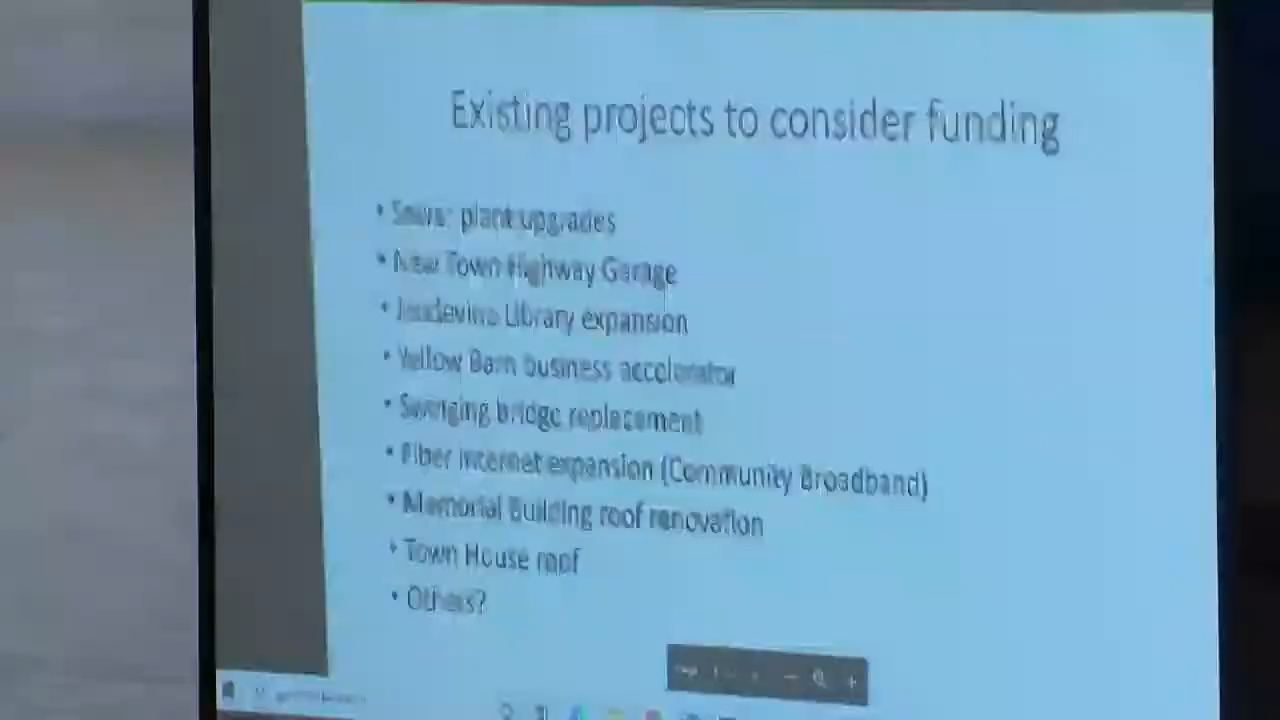 Existing projects to consider funding
• Sewer plant upgrades
• New Town Highway Garage
• Jeudevine Library expansion
• Yellow Barn business accelerator
• Swinging bridge replacement
• Fiber internet expansion (Community Broadband)
• Memorial Building roof renovation
• Town House roof
• Others?